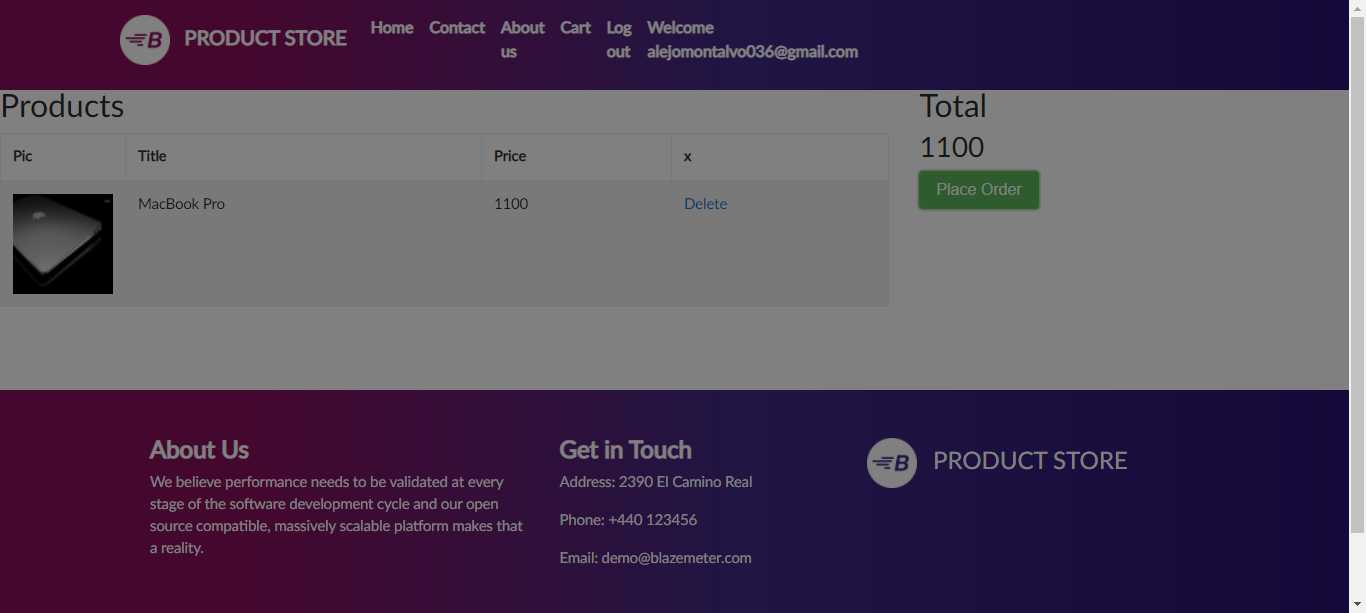 B PRODUCT STORE Home Contact About us Cart Log out Welcome alejomontalvo036@gmail.com
Products
Total
1100
Pic Title Price x
Place Order
MacBook Pro 1100 Delete
About Us
We believe performance needs to be validated at every
stage of the software development cycle and our open
source compatible, massively scalable platform makes that
a reality.
Get in Touch
Address: 2390 El Camino Real
Phone: +440 123456
Email: demo@blazemeter.com
B PRODUCT STORE